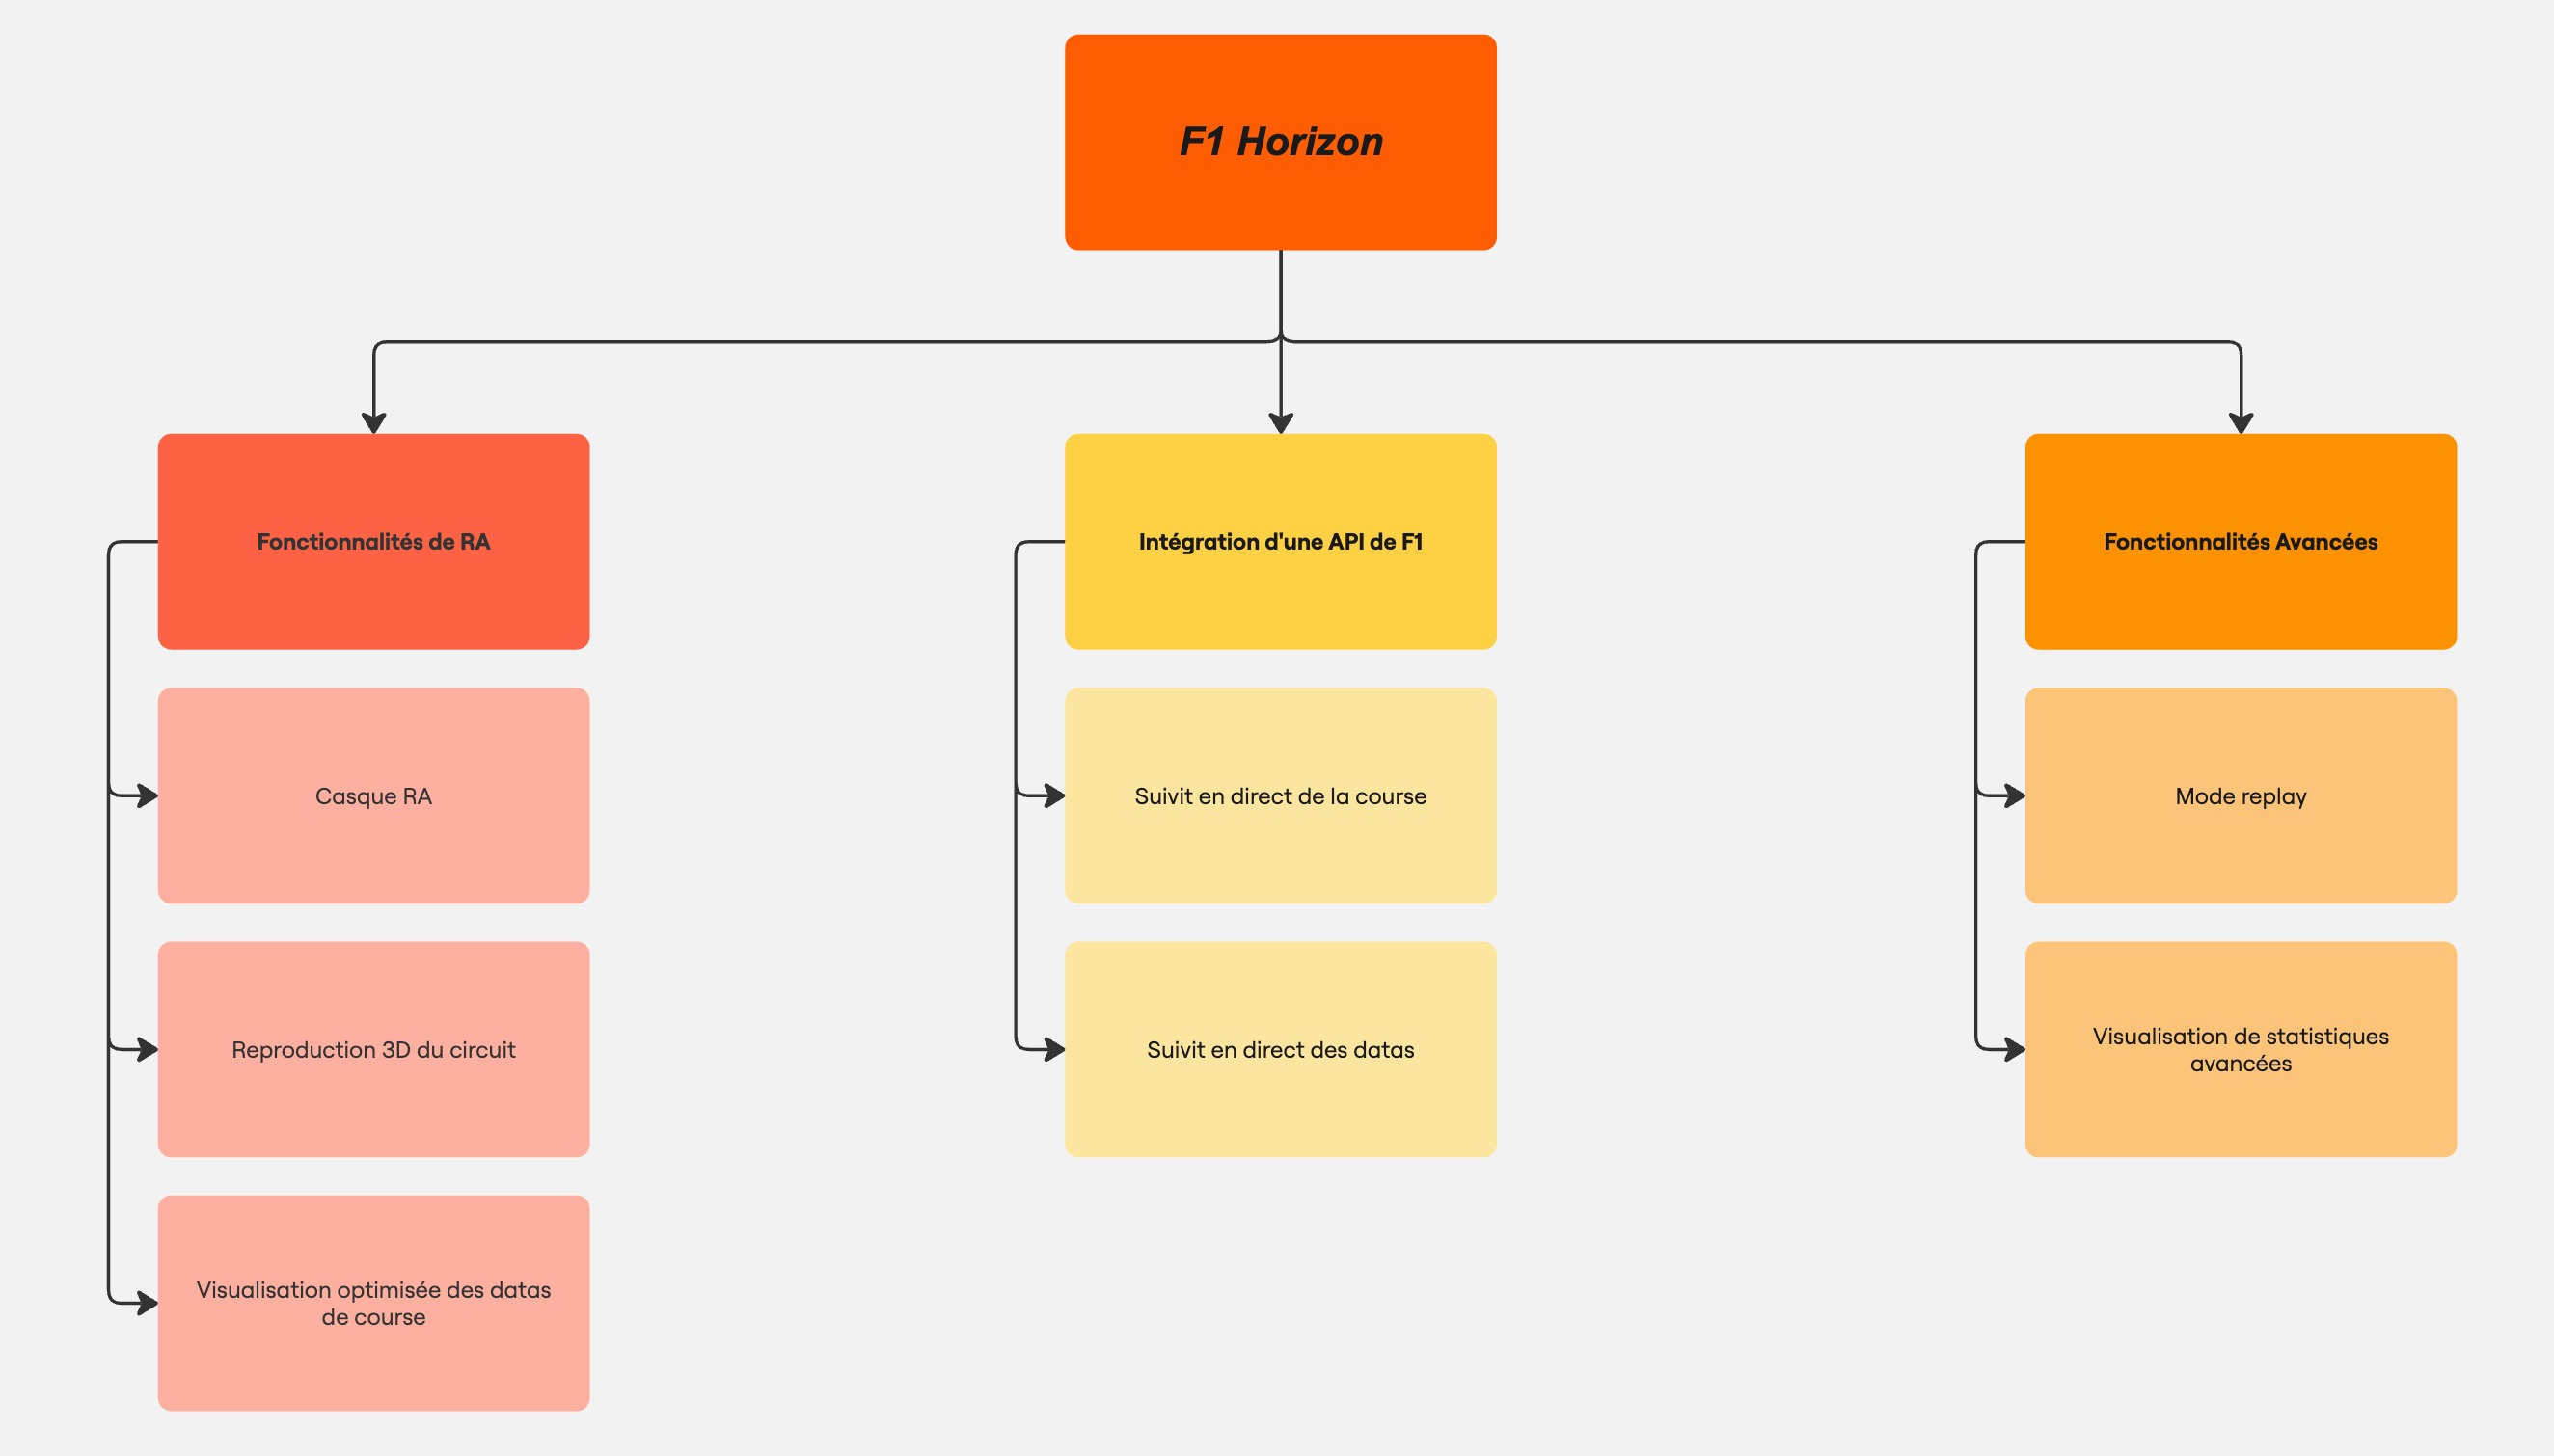 F1 Horizon
Fonctionnalités de RA
Casque RA
Reproduction 3D du circuit
Visualisation optimisée des datas
de course
Intégration d'une API de F1
Suivit en direct de la course
Suivit en direct des datas
Fonctionnalités Avancées
Mode replay
Visualisation de statistiques
avancées